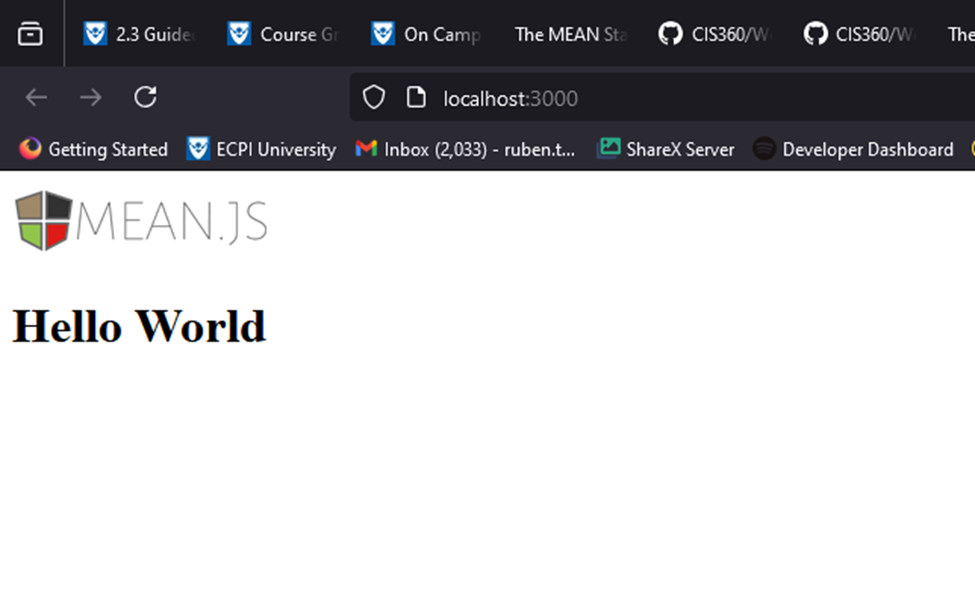 2.3 Guide Course Gr On Camp The MEAN Sta CIS360/W CIS360/W The
localhost:3000
Getting Started ECPI University Inbox (2,033) - ruben.t... ShareX Server Developer Dashboard
MEAN.JS
Hello World